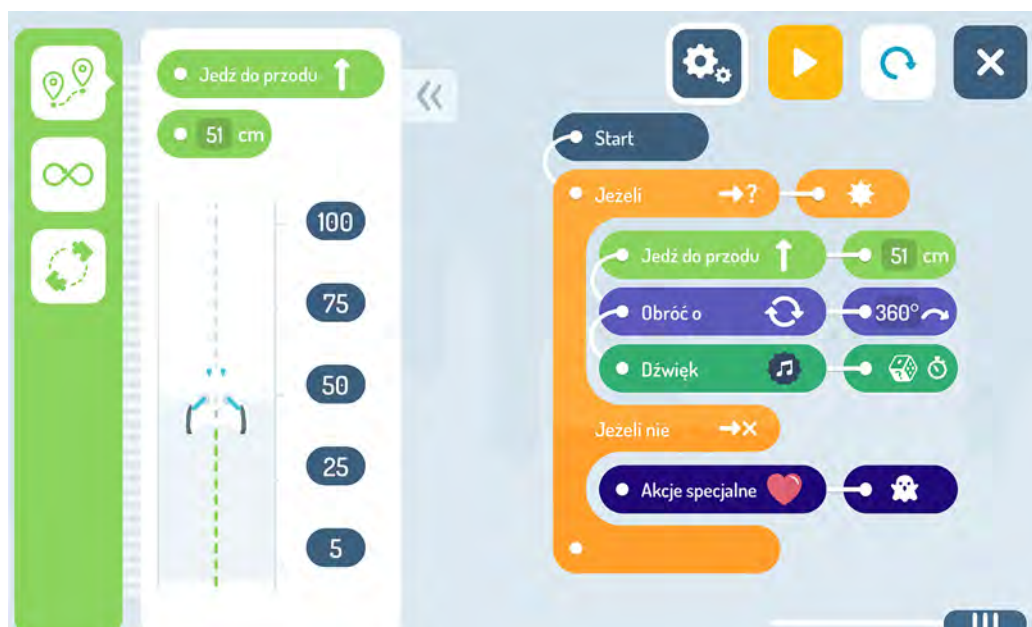 Jedź do przodu
51 cm
100
75
50
25
5
Start
Jeżeli ?
Jedź do przodu 51 cm
Obróć o 360°
Dźwięk
Jeżeli nie
Akcje specjalne